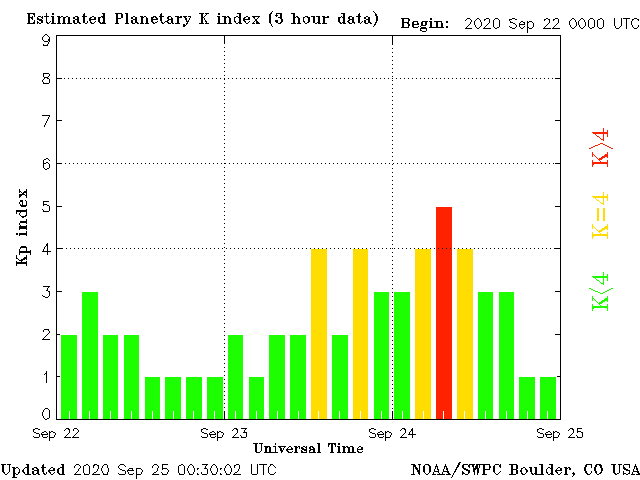 Estimated Planetary K index (3 hour data) Begin: 2020 Sep 22 0000 UTC
9
8
7
6
5
4
3
2
1
0
Kp index
K>4
K=4
K<4
Sep 22 Sep 23 Sep 24 Sep 25
Universal Time
Updated 2020 Sep 25 00:30:02 UTC NOAA/SWPC Boulder, CO USA